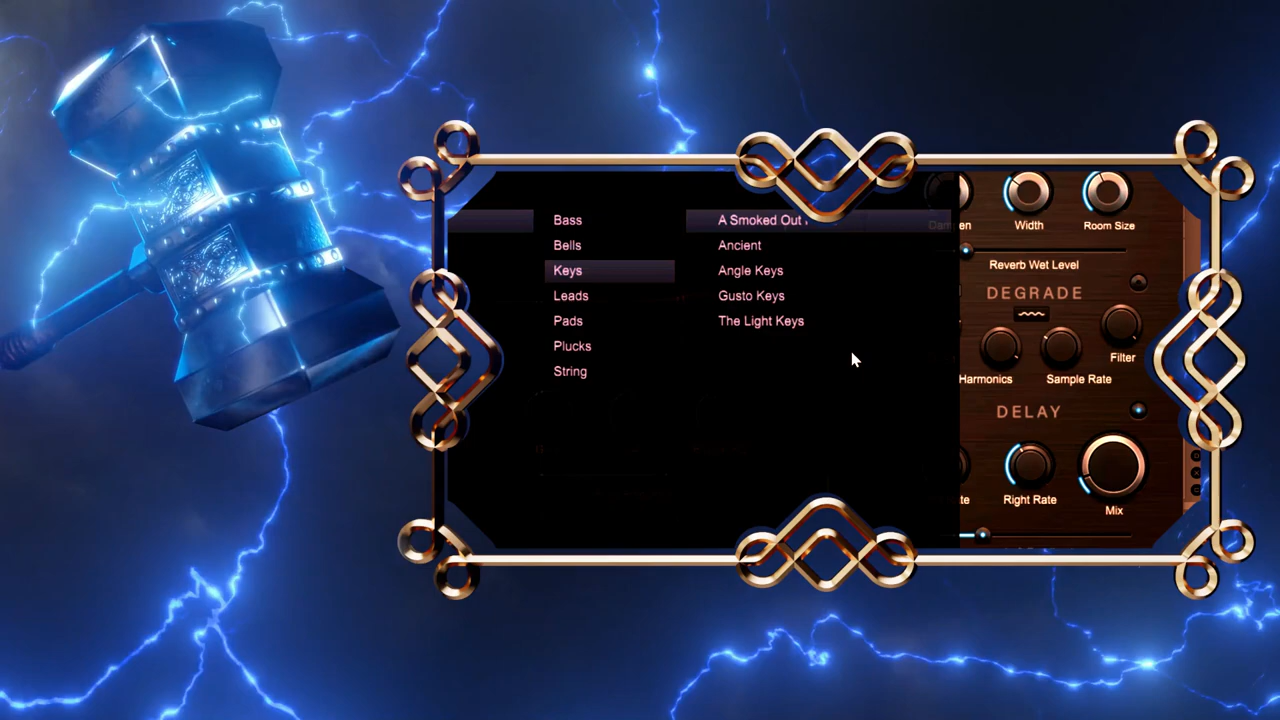 Bass
Bells
Keys
Leads
Pads
Plucks
String
A Smoked Out
Ancient
Angle Keys
Gusto Keys
The Light Keys
Width
Room Size
Reverb Wet Level
DEGRADE
Filter
Harmonics
Sample Rate
DELAY
Right Rate
Mix